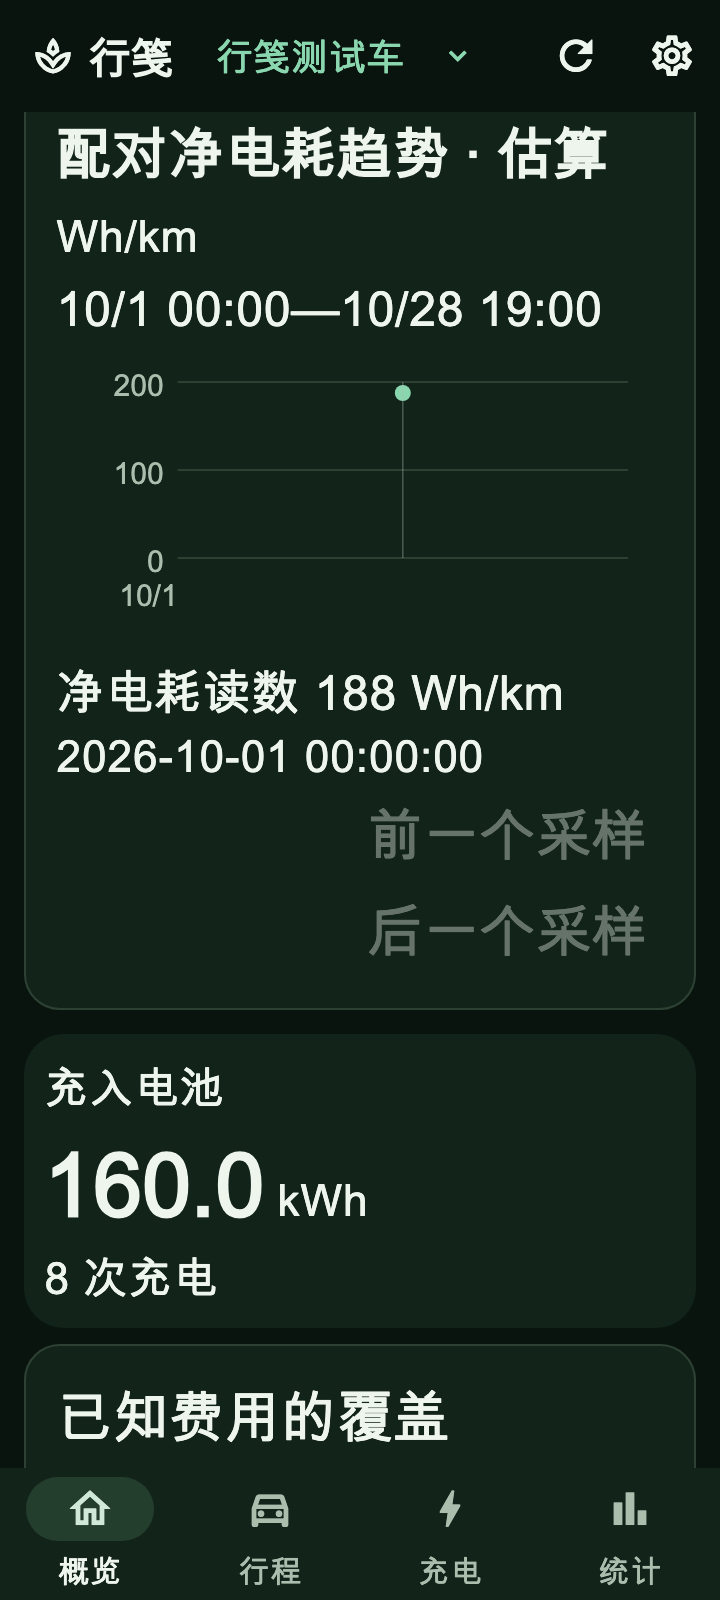 行笺 行笺测试车
配对净电耗趋势 · 估算
Wh/km
10/1 00:00—10/28 19:00
200
100
0
10/1
净电耗读数 188 Wh/km
2026-10-01 00:00:00
前一个采样
后一个采样
充入电池
160.0 kWh
8 次充电
已知费用的覆盖
概览 行程 充电 统计